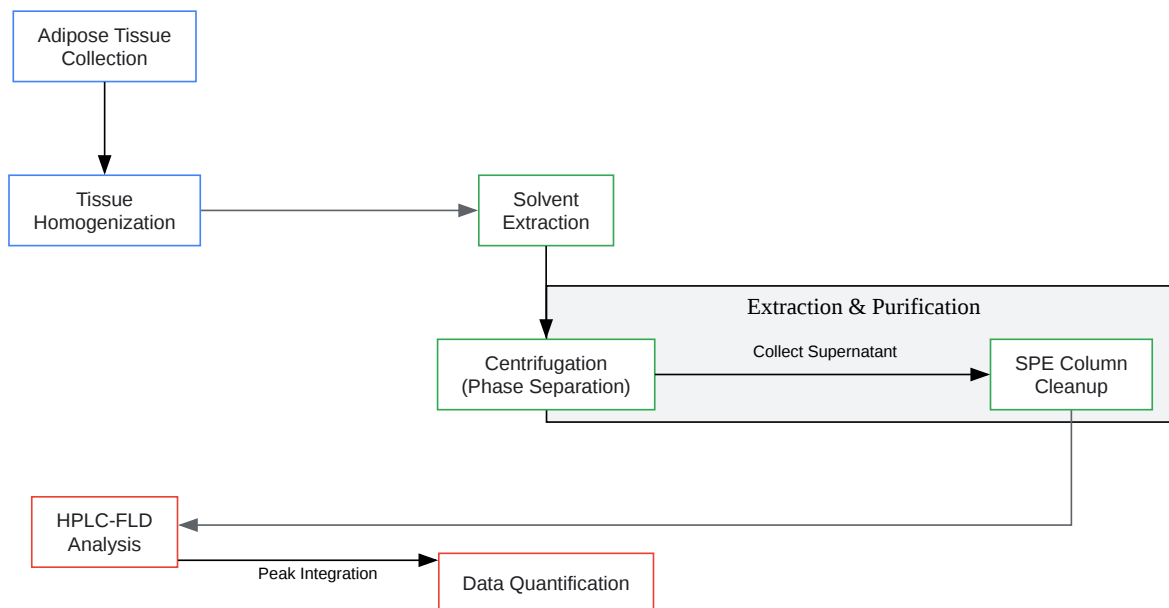 Adipose Tissue
Collection
Tissue
Homogenization
Solvent
Extraction
Extraction & Purification
Centrifugation
(Phase Separation)
Collect Supernatant
SPE Column
Cleanup
HPLC-FLD
Analysis
Peak Integration
Data Quantification